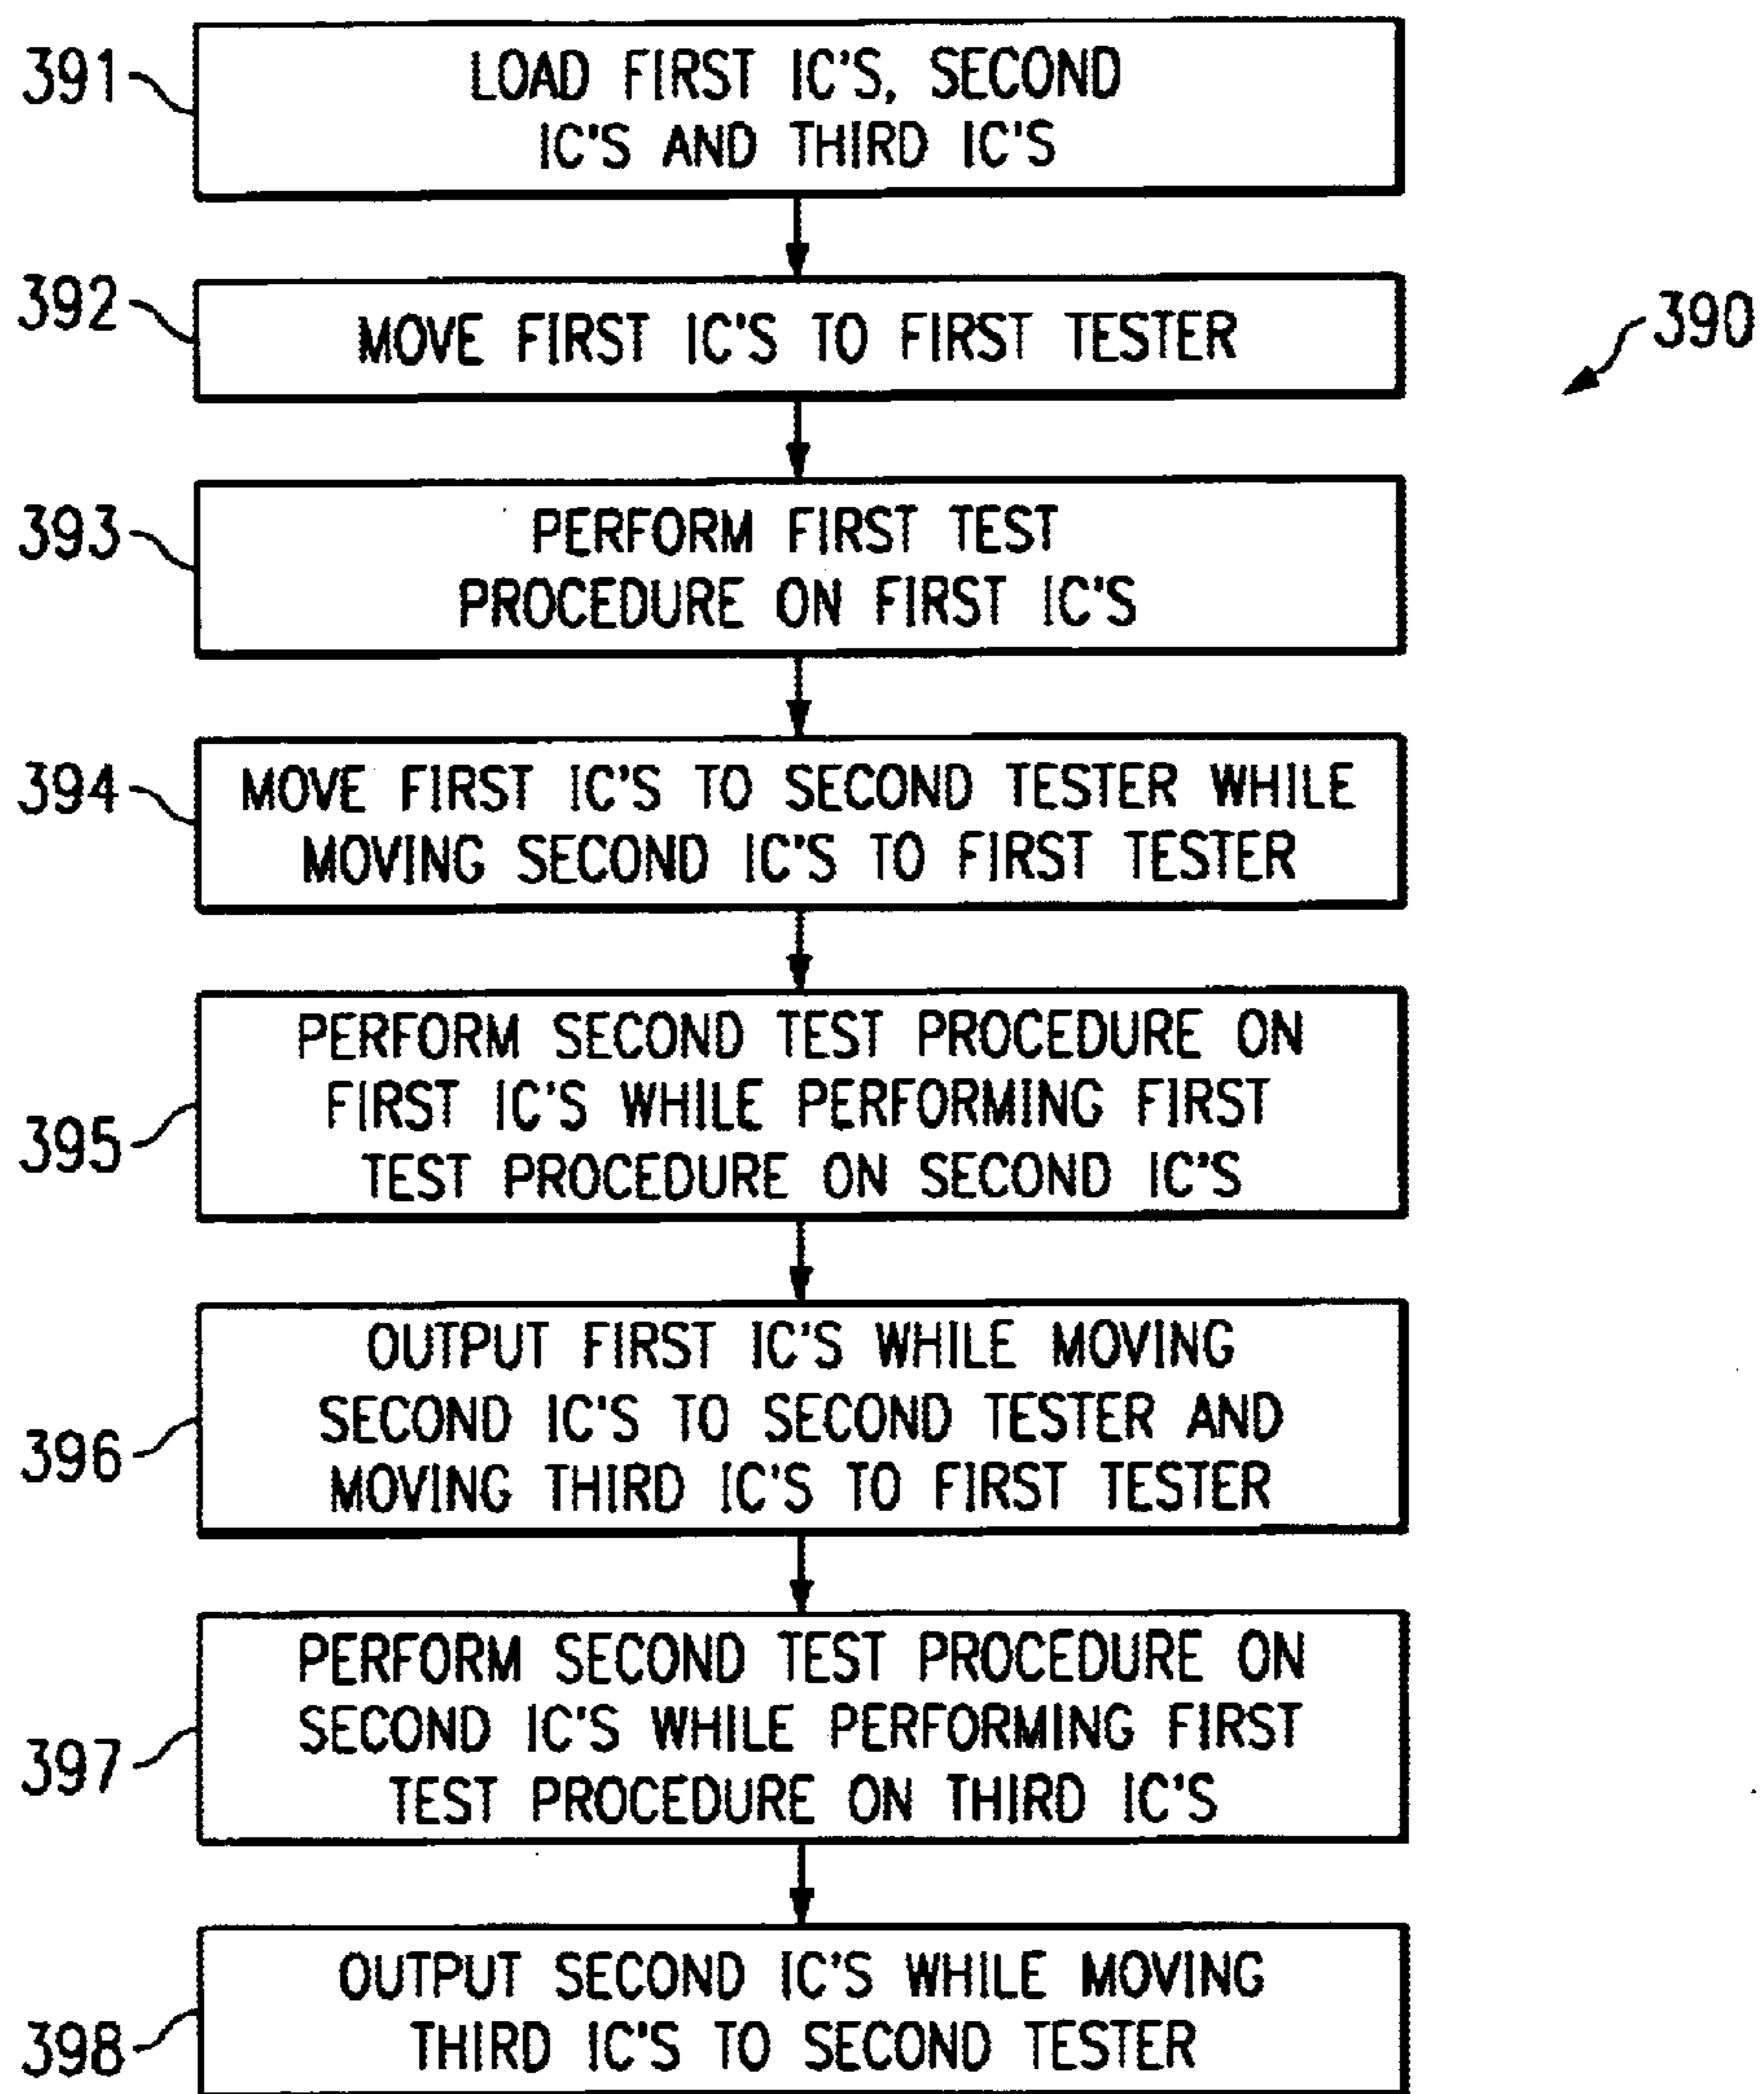 391
LOAD FIRST IC'S, SECOND
IC'S AND THIRD IC'S
392
MOVE FIRST IC'S TO FIRST TESTER
390
393
PERFORM FIRST TEST
PROCEDURE ON FIRST IC'S
394
MOVE FIRST IC'S TO SECOND TESTER WHILE
MOVING SECOND IC'S TO FIRST TESTER
395
PERFORM SECOND TEST PROCEDURE ON
FIRST IC'S WHILE PERFORMING FIRST
TEST PROCEDURE ON SECOND IC'S
396
OUTPUT FIRST IC'S WHILE MOVING
SECOND IC'S TO SECOND TESTER AND
MOVING THIRD IC'S TO FIRST TESTER
397
PERFORM SECOND TEST PROCEDURE ON
SECOND IC'S WHILE PERFORMING FIRST
TEST PROCEDURE ON THIRD IC'S
398
OUTPUT SECOND IC'S WHILE MOVING
THIRD IC'S TO SECOND TESTER